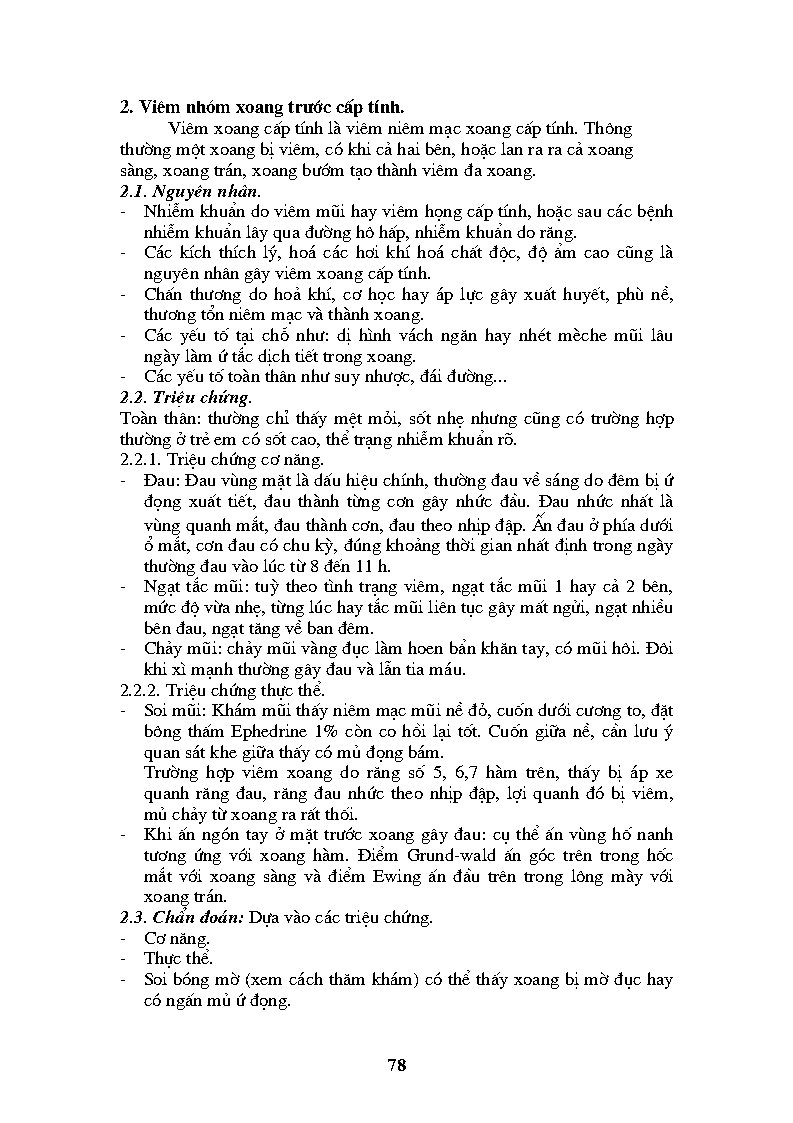 2. Viêm nhóm xoang trước cấp tính.
Viêm xoang cấp tính là viêm niêm mạc xoang cấp tính. Thông
thường một xoang bị viêm, có khi cả hai bên, hoặc lan ra ra cả xoang
sàng, xoang trán, xoang bướm tạo thành viêm đa xoang.
2.1. Nguyên nhân.
- Nhiễm khuẩn do viêm mũi hay viêm họng cấp tính, hoặc sau các bệnh
nhiễm khuẩn lây qua đường hô hấp, nhiễm khuẩn do răng.
- Các kích thích lý, hoá các hơi khí hoá chất độc, độ ẩm cao cũng là
nguyên nhân gây viêm xoang cấp tính.
- Chấn thương do hoả khí, cơ học hay áp lực gây xuất huyết, phù nề,
thương tổn niêm mạc và thành xoang.
- Các yếu tố tại chỗ như: dị hình vách ngăn hay nhét mèche mũi lâu
ngày làm ứ tắc dịch tiết trong xoang.
- Các yếu tố toàn thân như suy nhược, đái đường...
2.2. Triệu chứng.
Toàn thân: thường chỉ thấy mệt mỏi, sốt nhẹ nhưng cũng có trường hợp
thường ở trẻ em có sốt cao, thể trạng nhiễm khuẩn rõ.
2.2.1. Triệu chứng cơ năng.
- Đau: Đau vùng mặt là dấu hiệu chính, thường đau về sáng do đêm bị ứ
đọng xuất tiết, đau thành từng cơn gây nhức đầu. Đau nhức nhất là
vùng quanh mắt, đau thành cơn, đau theo nhịp đập. Ấn đau ở phía dưới
ổ mắt, cơn đau có chu kỳ, đúng khoảng thời gian nhất định trong ngày
thường đau vào lúc từ 8 đến 11 h.
- Ngạt tắc mũi: tuỳ theo tình trạng viêm, ngạt tắc mũi 1 hay cả 2 bên,
mức độ vừa nhẹ, từng lúc hay tắc mũi liên tục gây mất ngửi, ngạt nhiều
bên đau, ngạt tăng về ban đêm.
- Chảy mũi: chảy mũi vàng đục làm hoen bẩn khăn tay, có mũi hôi. Đôi
khi xì mạnh thường gây đau và lẫn tia máu.
2.2.2. Triệu chứng thực thể.
- Soi mũi: Khám mũi thấy niêm mạc mũi nề đỏ, cuốn dưới cương to, đặt
bông thấm Ephedrine 1% còn co hồi lại tốt. Cuốn giữa nề, cần lưu ý
quan sát khe giữa thấy có mủ đọng bám.
Trường hợp viêm xoang do răng số 5, 6,7 hàm trên, thấy bị áp xe
quanh răng đau, răng đau nhức theo nhịp đập, lợi quanh đó bị viêm,
mủ chảy từ xoang ra rất thối.
- Khi ấn ngón tay ở mặt trước xoang gây đau: cụ thể ấn vùng hố nanh
tương ứng với xoang hàm. Điểm Grund-wald ấn góc trên trong hốc
mắt với xoang sàng và điểm Ewing ấn đầu trên trong lông mày với
xoang trán.
2.3. Chẩn đoán: Dựa vào các triệu chứng.
- Cơ năng.
- Thực thể.
- Soi bóng mờ (xem cách thăm khám) có thể thấy xoang bị mờ đục hay
có ngấn mủ ứ đọng.
78